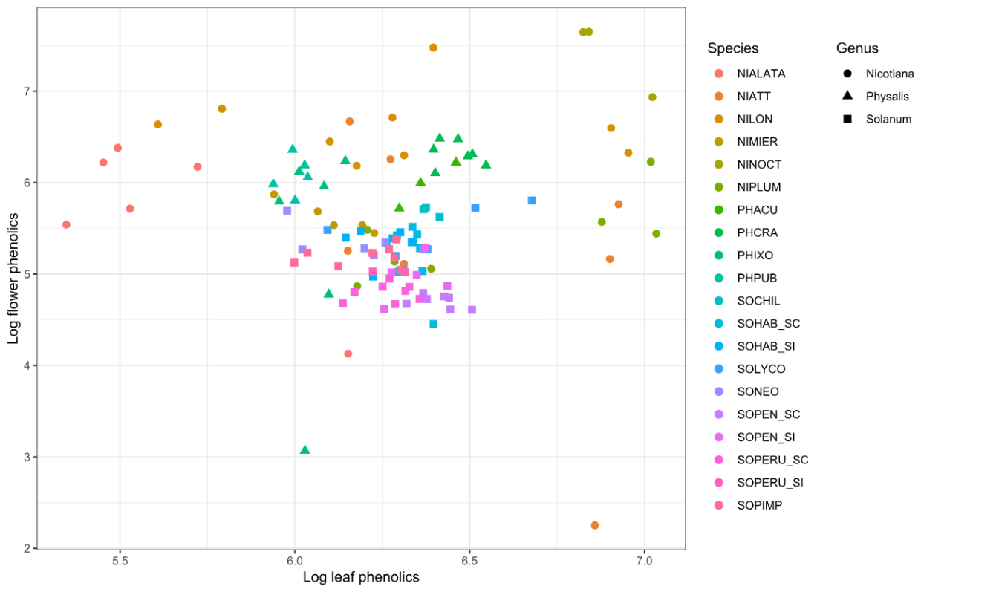 Species
NIALATA
NIATT
NILON
NIMIER
NINOCT
NIPLUM
PHACU
PHCRA
PHIXO
PHPUB
SOCHIL
SOHAB_SC
SOHAB_SI
SOLYCO
SONEO
SOPEN_SC
SOPEN_SI
SOPERU_SC
SOPERU_SI
SOPIMP
Genus
Nicotiana
Physalis
Solanum
Log flower phenolics
7
6
5
4
3
2
5.5 6.0 6.5 7.0
Log leaf phenolics